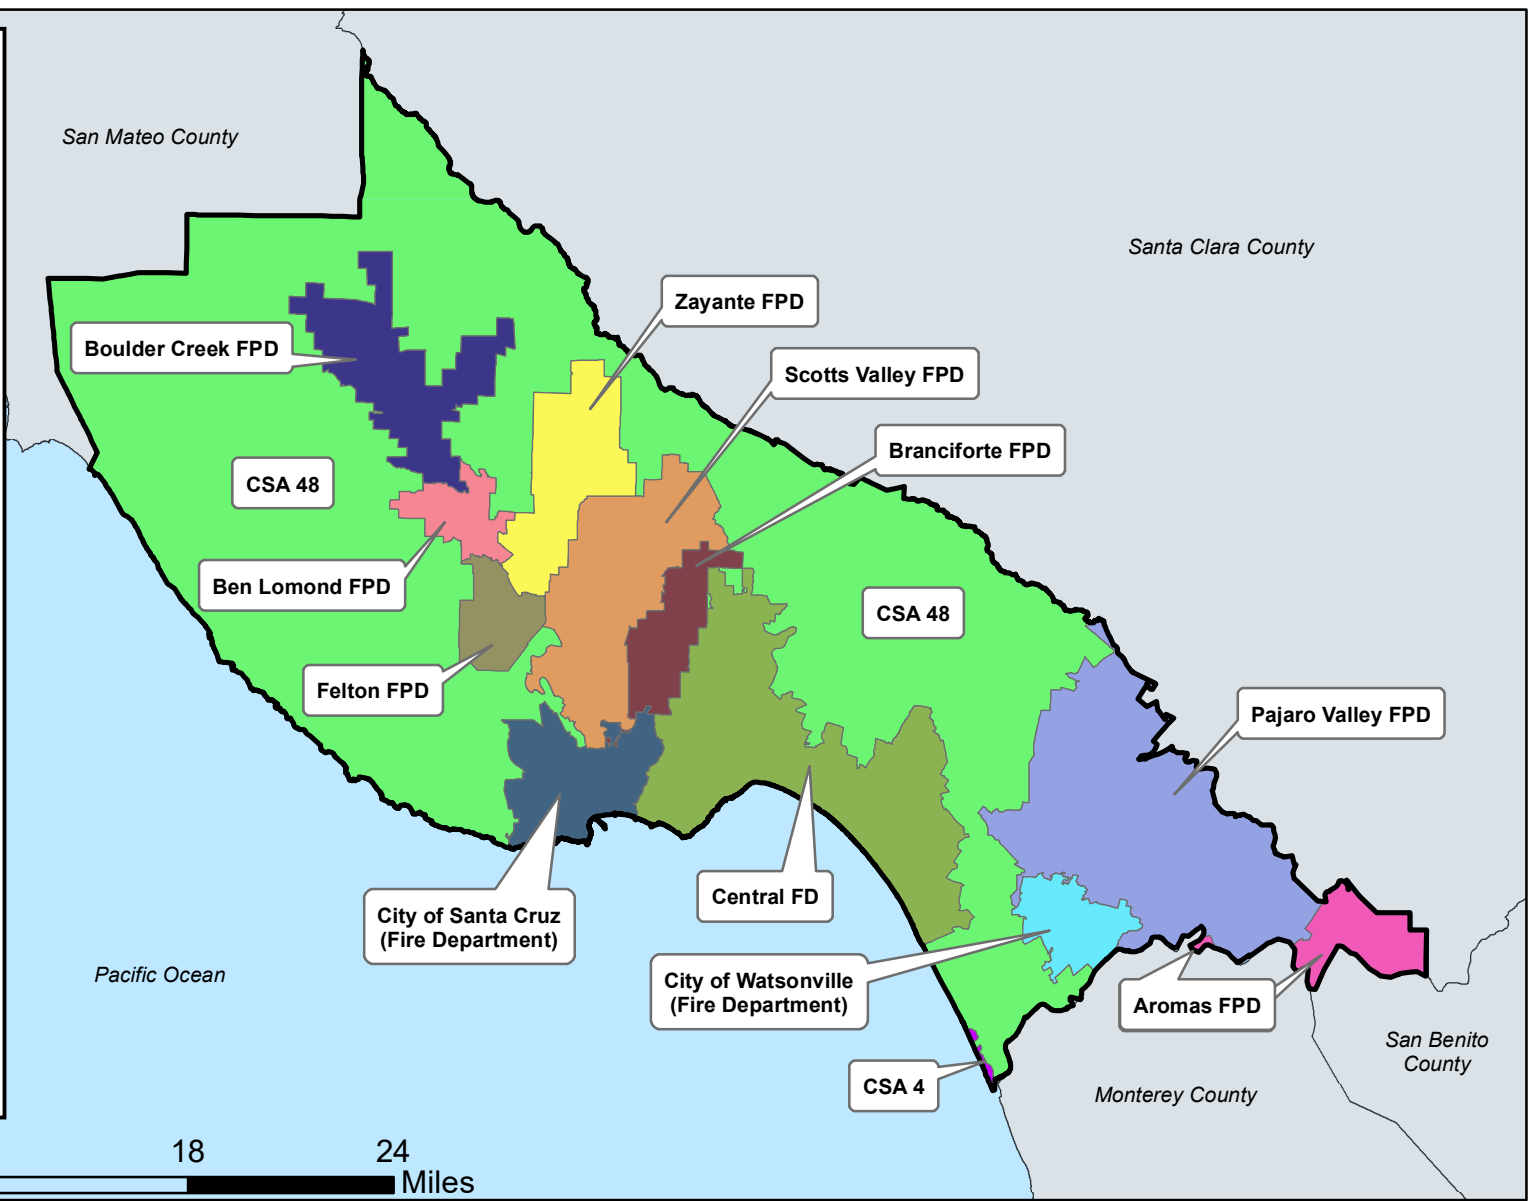 San Mateo County
Santa Clara County
Zayante FPD
Boulder Creek FPD
Scotts Valley FPD
Branciforte FPD
CSA 48
Ben Lomond FPD
CSA 48
Felton FPD
Pajaro Valley FPD
Central FD
City of Santa Cruz
(Fire Department)
Pacific Ocean
City of Watsonville
(Fire Department)
Aromas FPD
San Benito
County
CSA 4
Monterey County
18
24
Miles